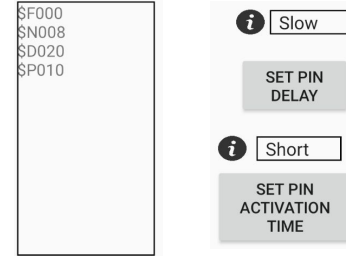 $F000
$N008
$D020
$P010
i Slow
SET PIN
DELAY
i Short
SET PIN
ACTIVATION
TIME